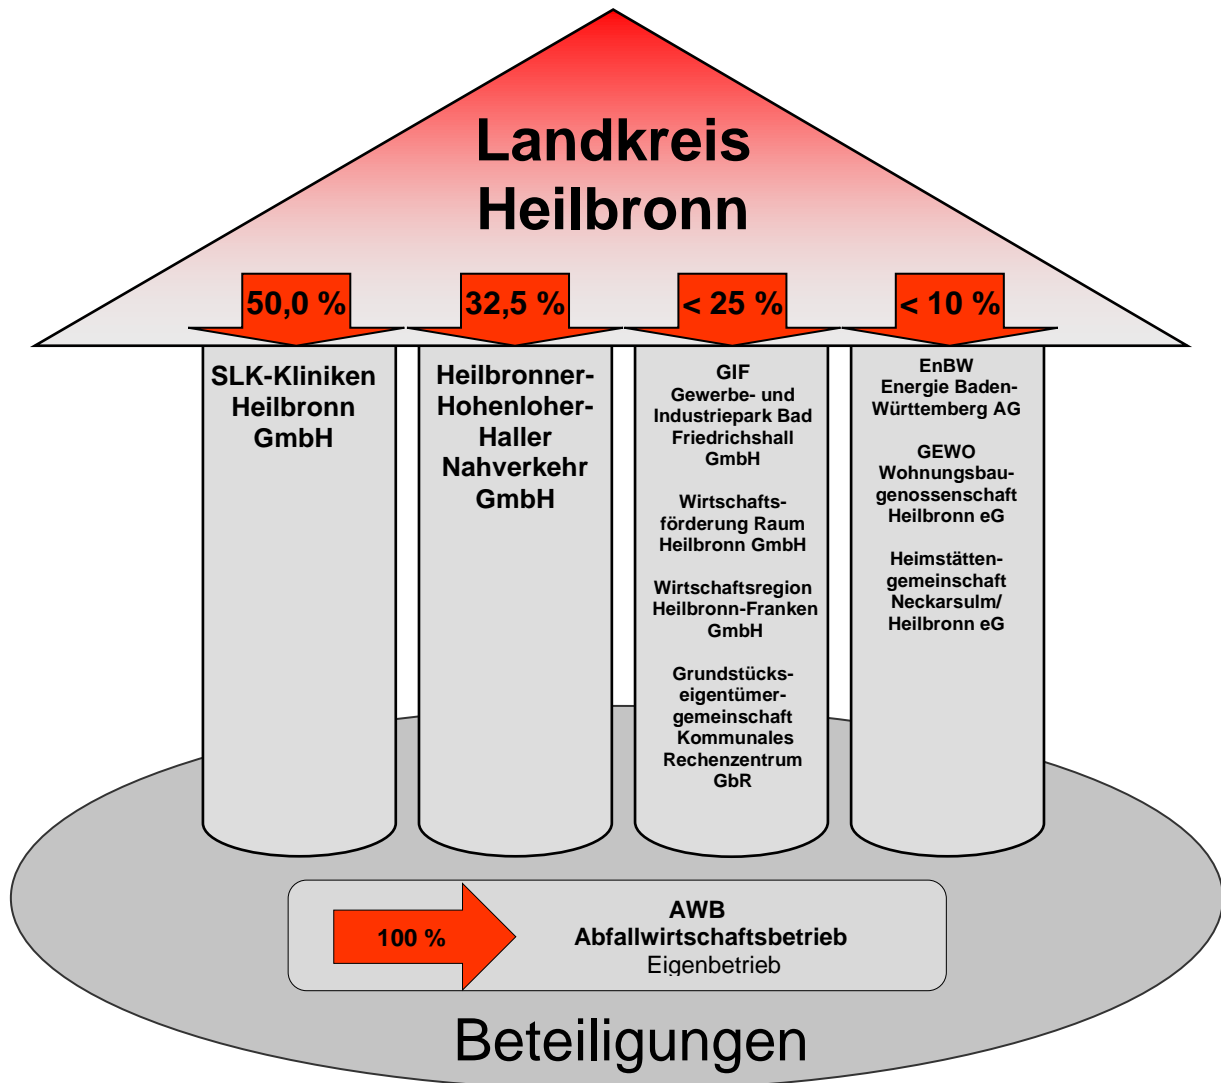 Landkreis
Heilbronn
50,0 %
32,5 %
< 25 %
< 10 %
SLK-Kliniken
Heilbronn
GmbH
Heilbronner-
Hohenloher-
Haller
Nahverkehr
GmbH
GIF
Gewerbe- und
Industriepark Bad
Friedrichshall
GmbH
Wirtschafts-
förderung Raum
Heilbronn GmbH
Wirtschaftsregion
Heilbronn-Franken
GmbH
Grundstücks-
eigentümer-
gemeinschaft
Kommunales
Rechenzentrum
GbR
EnBW
Energie Baden-
Württemberg AG
GEWO
Wohnungsbau-
genossenschaft
Heilbronn eG
Heimstätten-
gemeinschaft
Neckarsulm/
Heilbronn eG
100 %
AWB
Abfallwirtschaftsbetrieb
Eigenbetrieb
Beteiligungen